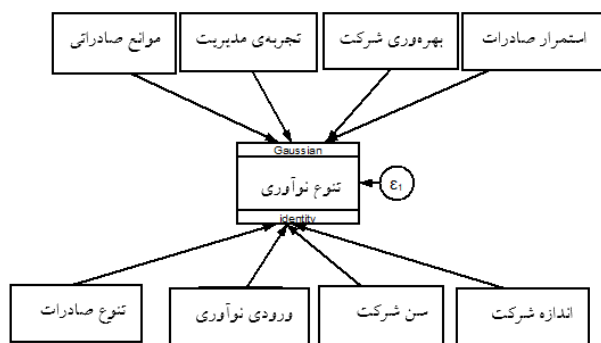 استمرار صادرات
بهره‌وری شرکت
تجربه‌ی مدیریت
موانع صادراتی
Gaussian
تنوع نوآوری
ε1
identity
اندازه شرکت
سن شرکت
ورودی نوآوری
تنوع صادرات